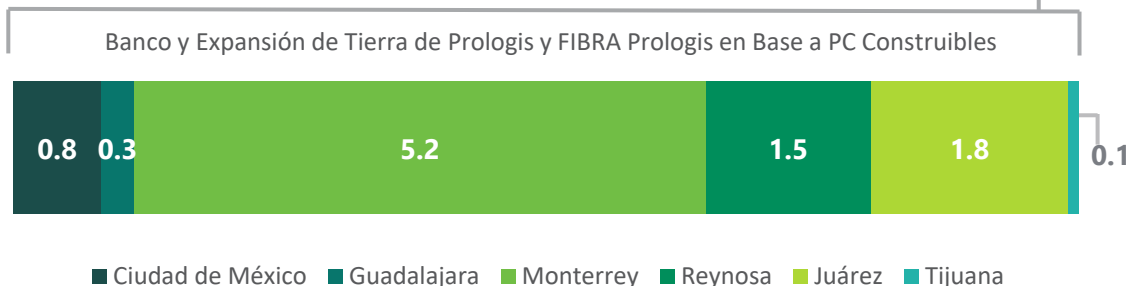 Banco y Expansión de Tierra de Prologis y FIBRA Prologis en Base a PC Construibles
0.8 0.3 5.2 1.5 1.8 0.1
Ciudad de México Guadalajara Monterrey Reynosa Juárez Tijuana